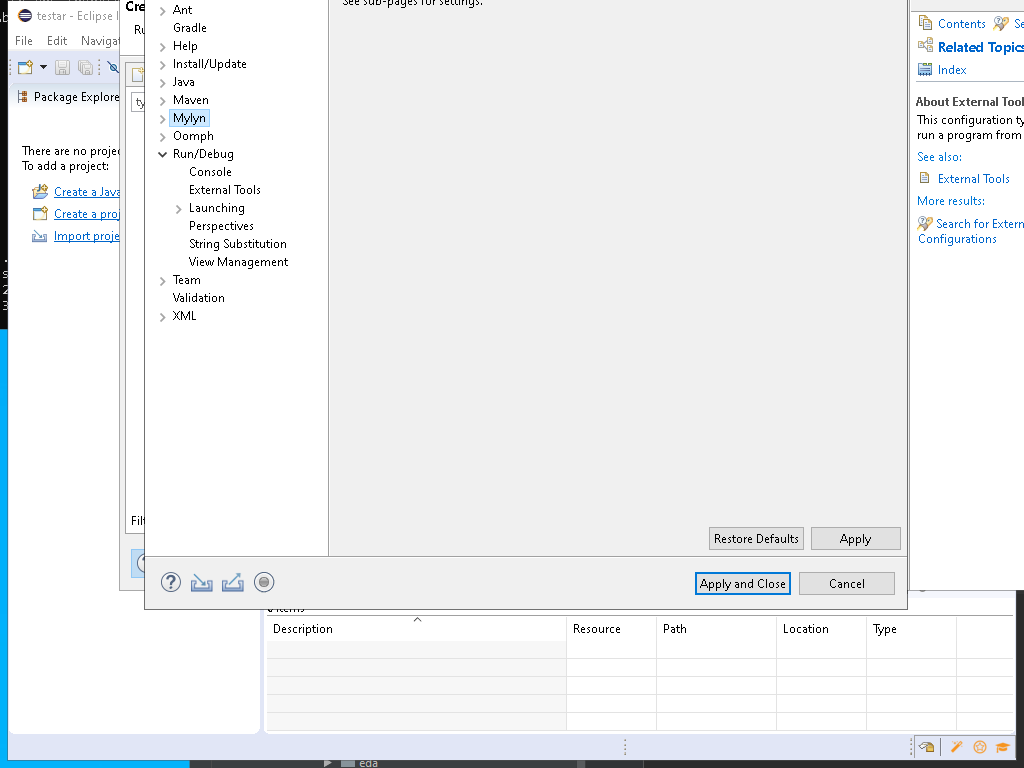 testar - Eclipse I
File Edit Navigat
Package Explore
There are no projec
To add a project:
Create a Java
Create a proj
Import proje
Cre
Ru
ty
Filt
See sub-pages for settings.
Ant
Gradle
Help
Install/Update
Java
Maven
Mylyn
Oomph
Run/Debug
Console
External Tools
Launching
Perspectives
String Substitution
View Management
Team
Validation
XML
Restore Defaults Apply
Apply and Close Cancel
Contents Se
Related Topics
Index
About External Tool
This configuration ty
run a program from
See also:
External Tools
More results:
Search for Extern
Configurations
Description Resource Path Location Type
eda